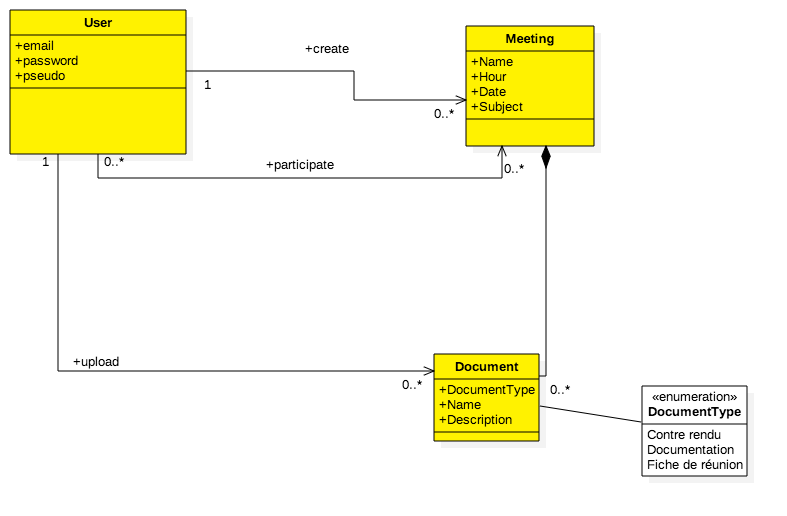 User
+email
+password
+pseudo
+create
1
0..*
Meeting
+Name
+Hour
+Date
+Subject
1
0..*
+participate
0..*
+upload
0..*
Document
+DocumentType
+Name
+Description
0..*
«enumeration»
DocumentType
Contre rendu
Documentation
Fiche de réunion